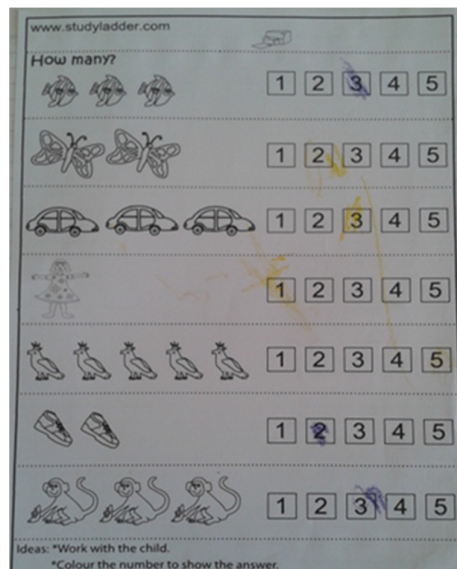 www.studyladder.com
How many?
1 2 3 4 5
1 2 3 4 5
1 2 3 4 5
1 2 3 4 5
1 2 3 4 5
1 2 3 4 5
1 2 3 4 5
Ideas: *Work with the child.
*Colour the number to show the answer.